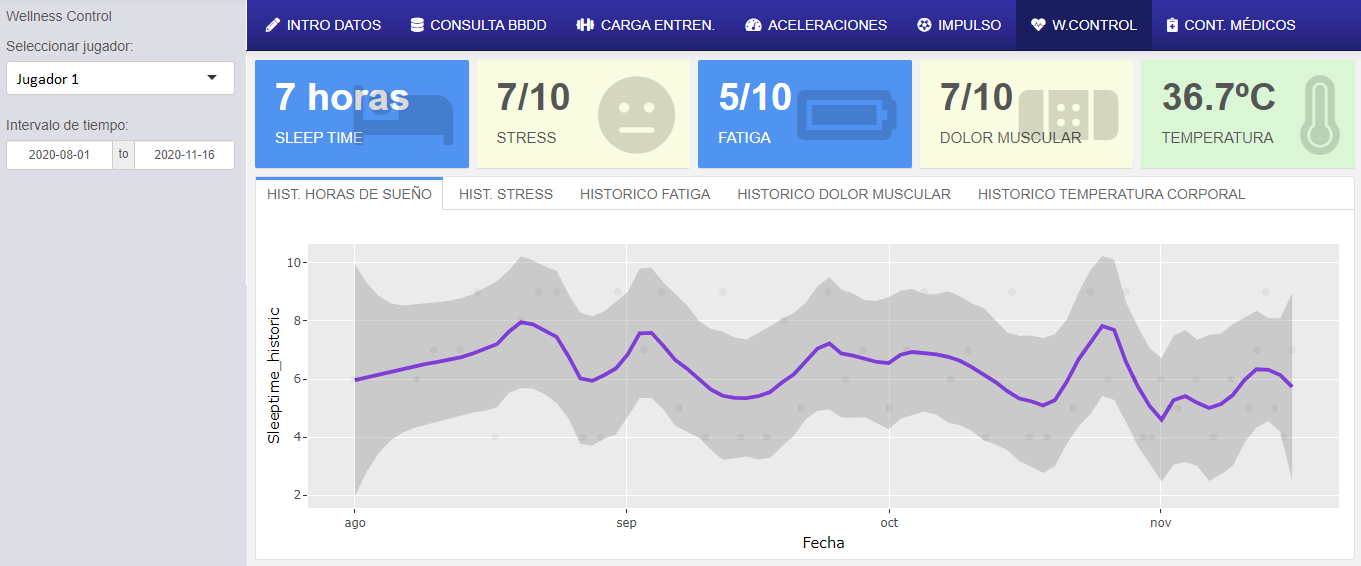 Wellness Control
Seleccionar jugador:
Jugador 1
Intervalo de tiempo:
2020-08-01 to 2020-11-16
INTRO DATOS CONSULTA BBDD CARGA ENTREN. ACELERACIONES IMPULSO W.CONTROL CONT. MÉDICOS
7 horas
SLEEP TIME
7/10
STRESS
5/10
FATIGA
7/10
DOLOR MUSCULAR
36.7ºC
TEMPERATURA
HIST. HORAS DE SUEÑO HIST. STRESS HISTORICO FATIGA HISTORICO DOLOR MUSCULAR HISTORICO TEMPERATURA CORPORAL
Sleeptime_historic
10
8
6
4
2
ago sep oct nov
Fecha